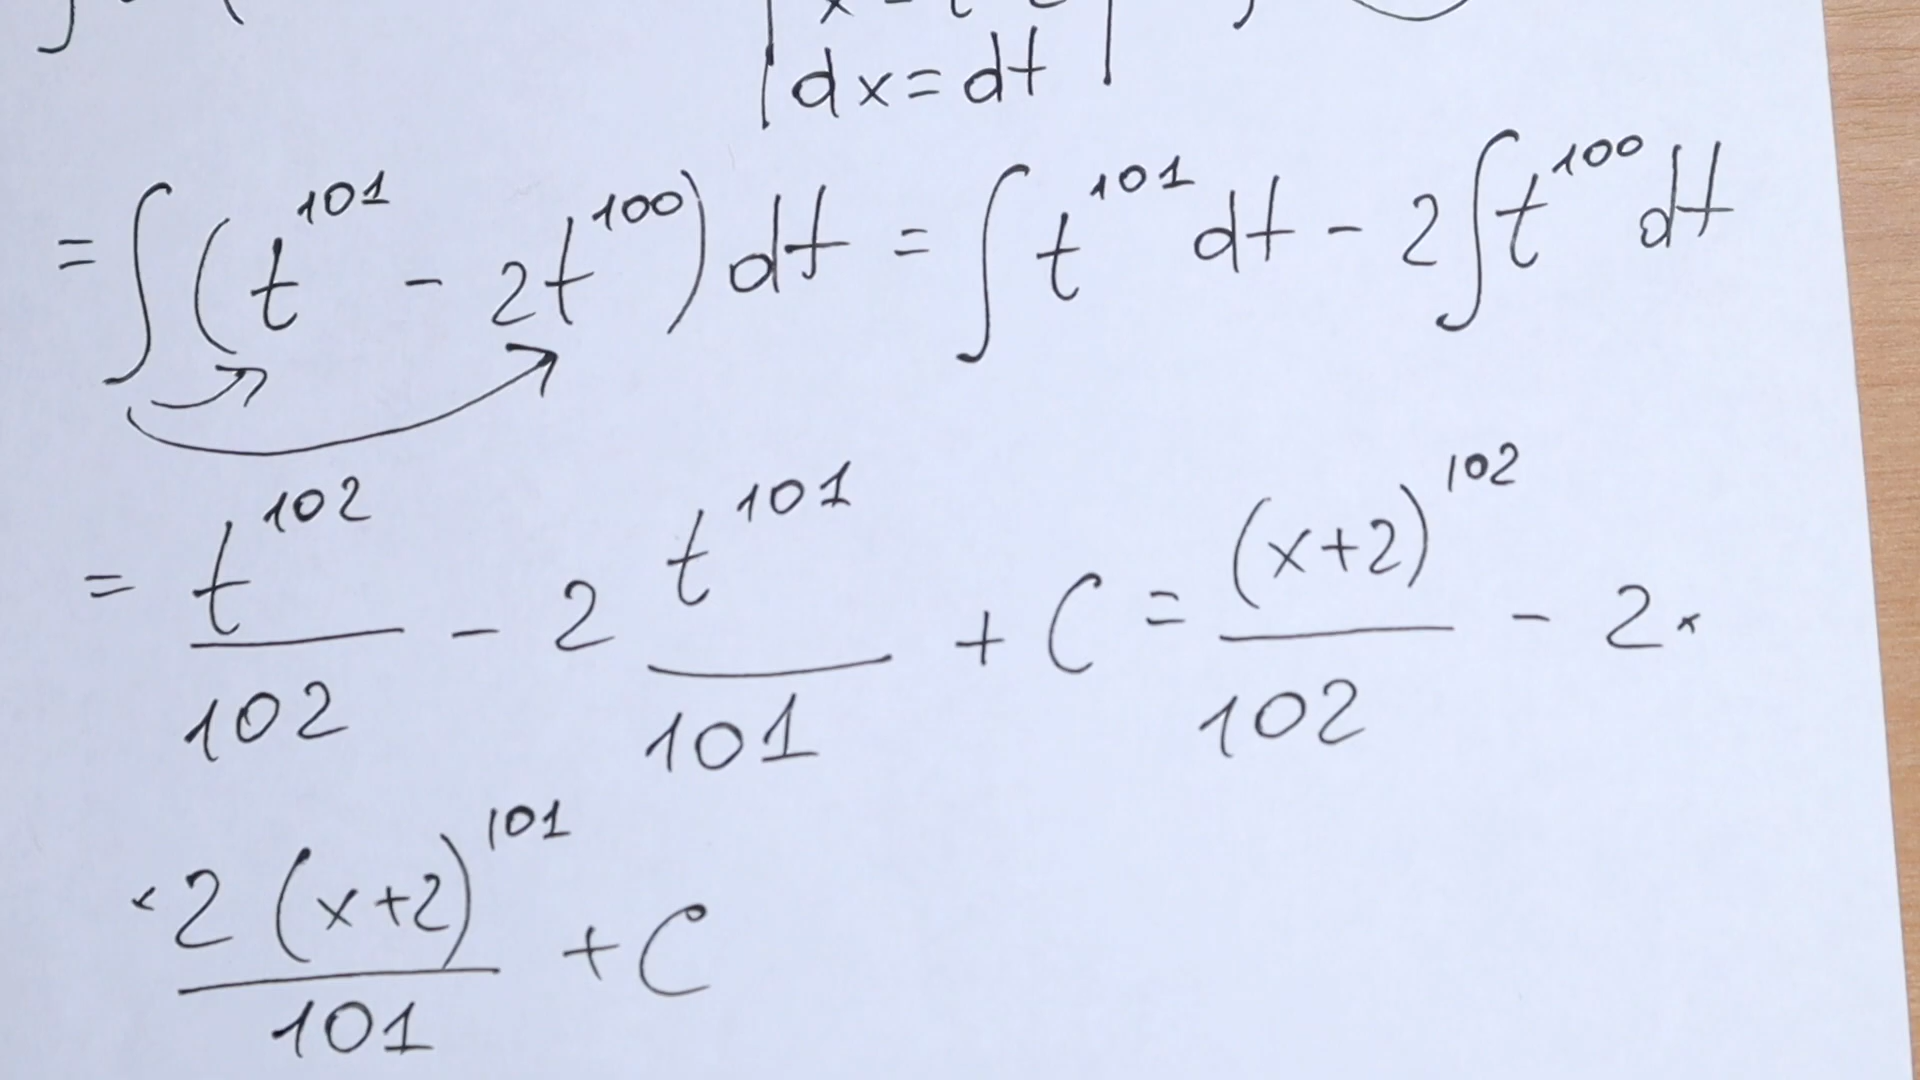 dx = dt
= ∫ (t^101 - 2t^100) dt = ∫ t^101 dt - 2 ∫ t^100 dt
= t^102/102 - 2 t^101/101 + C = (x+2)^102/102 - 2 ·
· 2 (x+2)^101/101 + C